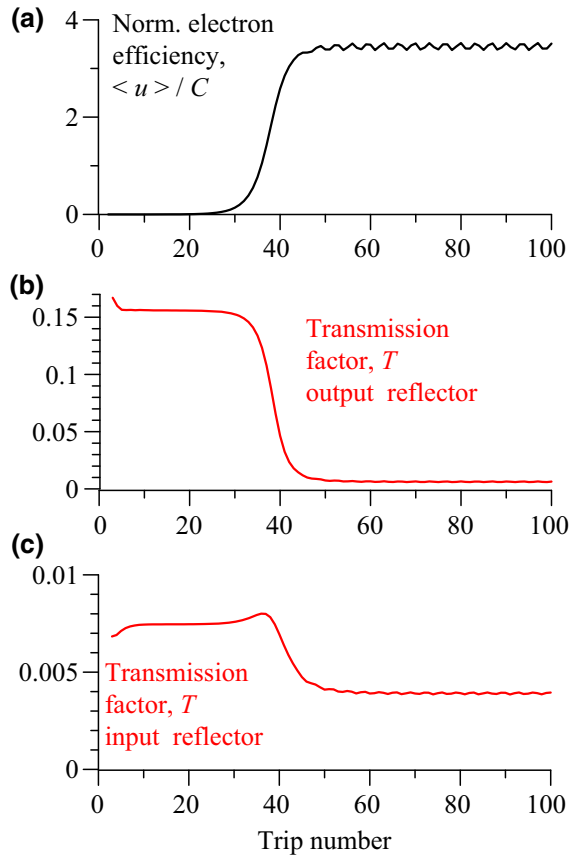 (a)
Norm. electron
efficiency,
< u > / C
4
2
0
0 20 40 60 80 100
(b)
0.15
0.1
0.05
0
Transmission
factor, T
output reflector
0 20 40 60 80 100
(c)
0.01
0.005
0
Transmission
factor, T
input reflector
0 20 40 60 80 100
Trip number